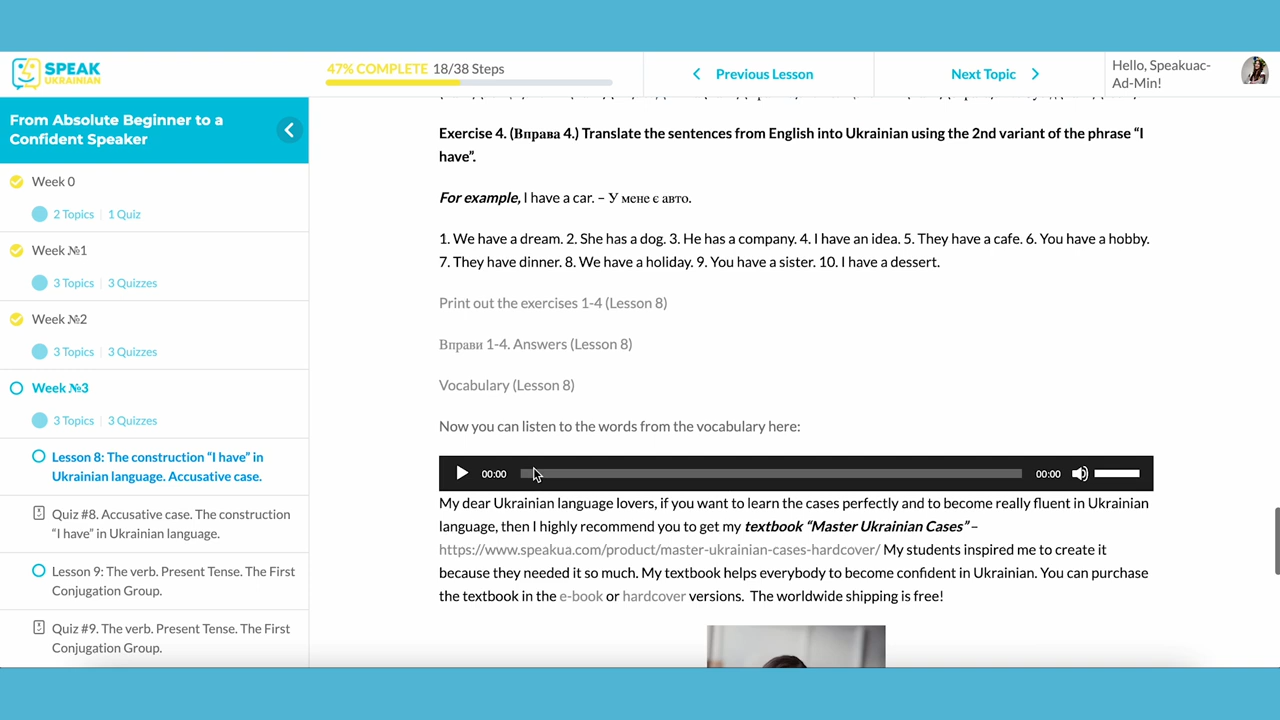 SPEAK
UKRAINIAN
47% COMPLETE 18/38 Steps
Previous Lesson
Next Topic
Hello, Speakuac-
Ad-Min!
From Absolute Beginner to a
Confident Speaker
Week 0
2 Topics | 1 Quiz
Week №1
3 Topics | 3 Quizzes
Week №2
3 Topics | 3 Quizzes
Week №3
3 Topics | 3 Quizzes
Lesson 8: The construction “I have” in
Ukrainian language. Accusative case.
Quiz #8. Accusative case. The construction
“I have” in Ukrainian language.
Lesson 9: The verb. Present Tense. The First
Conjugation Group.
Quiz #9. The verb. Present Tense. The First
Conjugation Group.
Exercise 4. (Вправа 4.) Translate the sentences from English into Ukrainian using the 2nd variant of the phrase “I
have”.
For example, I have a car. – У мене є авто.
1. We have a dream. 2. She has a dog. 3. He has a company. 4. I have an idea. 5. They have a cafe. 6. You have a hobby.
7. They have dinner. 8. We have a holiday. 9. You have a sister. 10. I have a dessert.
Print out the exercises 1-4 (Lesson 8)
Вправи 1-4. Answers (Lesson 8)
Vocabulary (Lesson 8)
Now you can listen to the words from the vocabulary here:
00:00 00:00
My dear Ukrainian language lovers, if you want to learn the cases perfectly and to become really fluent in Ukrainian
language, then I highly recommend you to get my textbook “Master Ukrainian Cases” –
https://www.speakua.com/product/master-ukrainian-cases-hardcover/ My students inspired me to create it
because they needed it so much. My textbook helps everybody to become confident in Ukrainian. You can purchase
the textbook in the e-book or hardcover versions. The worldwide shipping is free!